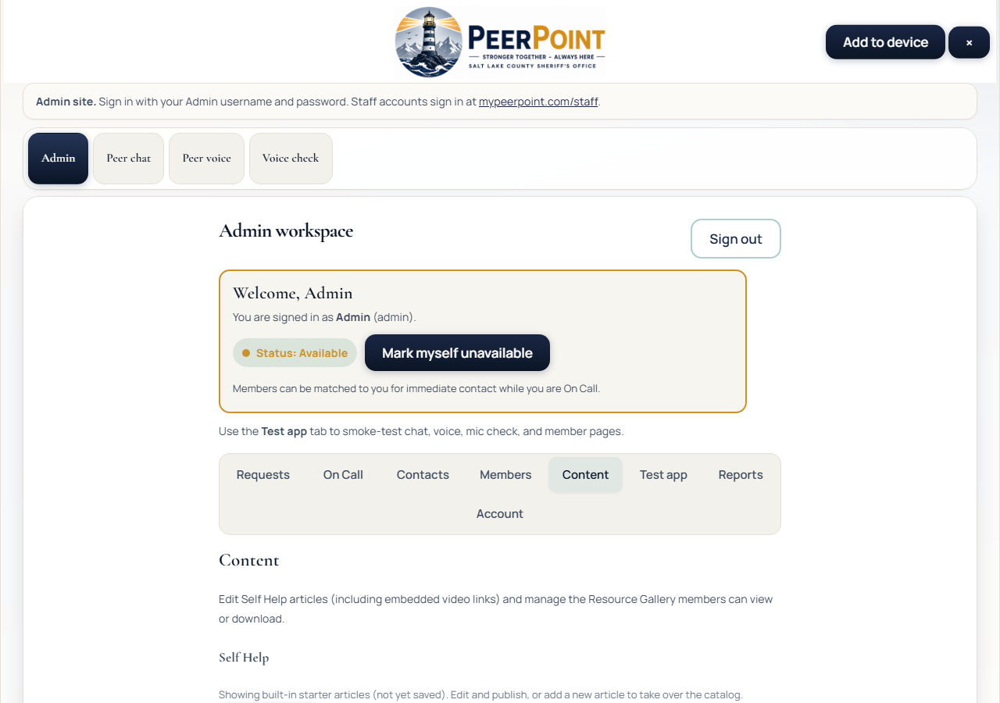 PEERPOINT
STRONGER TOGETHER – ALWAYS HERE
SALT LAKE COUNTY SHERIFF'S OFFICE
Add to device
×
Admin site. Sign in with your Admin username and password. Staff accounts sign in at mypeerpoint.com/staff.
Admin
Peer chat
Peer voice
Voice check
Admin workspace
Sign out
Welcome, Admin
You are signed in as Admin (admin).
Status: Available
Mark myself unavailable
Members can be matched to you for immediate contact while you are On Call.
Use the Test app tab to smoke-test chat, voice, mic check, and member pages.
Requests
On Call
Contacts
Members
Content
Test app
Reports
Account
Content
Edit Self Help articles (including embedded video links) and manage the Resource Gallery members can view
or download.
Self Help
Showing built-in starter articles (not yet saved). Edit and publish, or add a new article to take over the catalog.